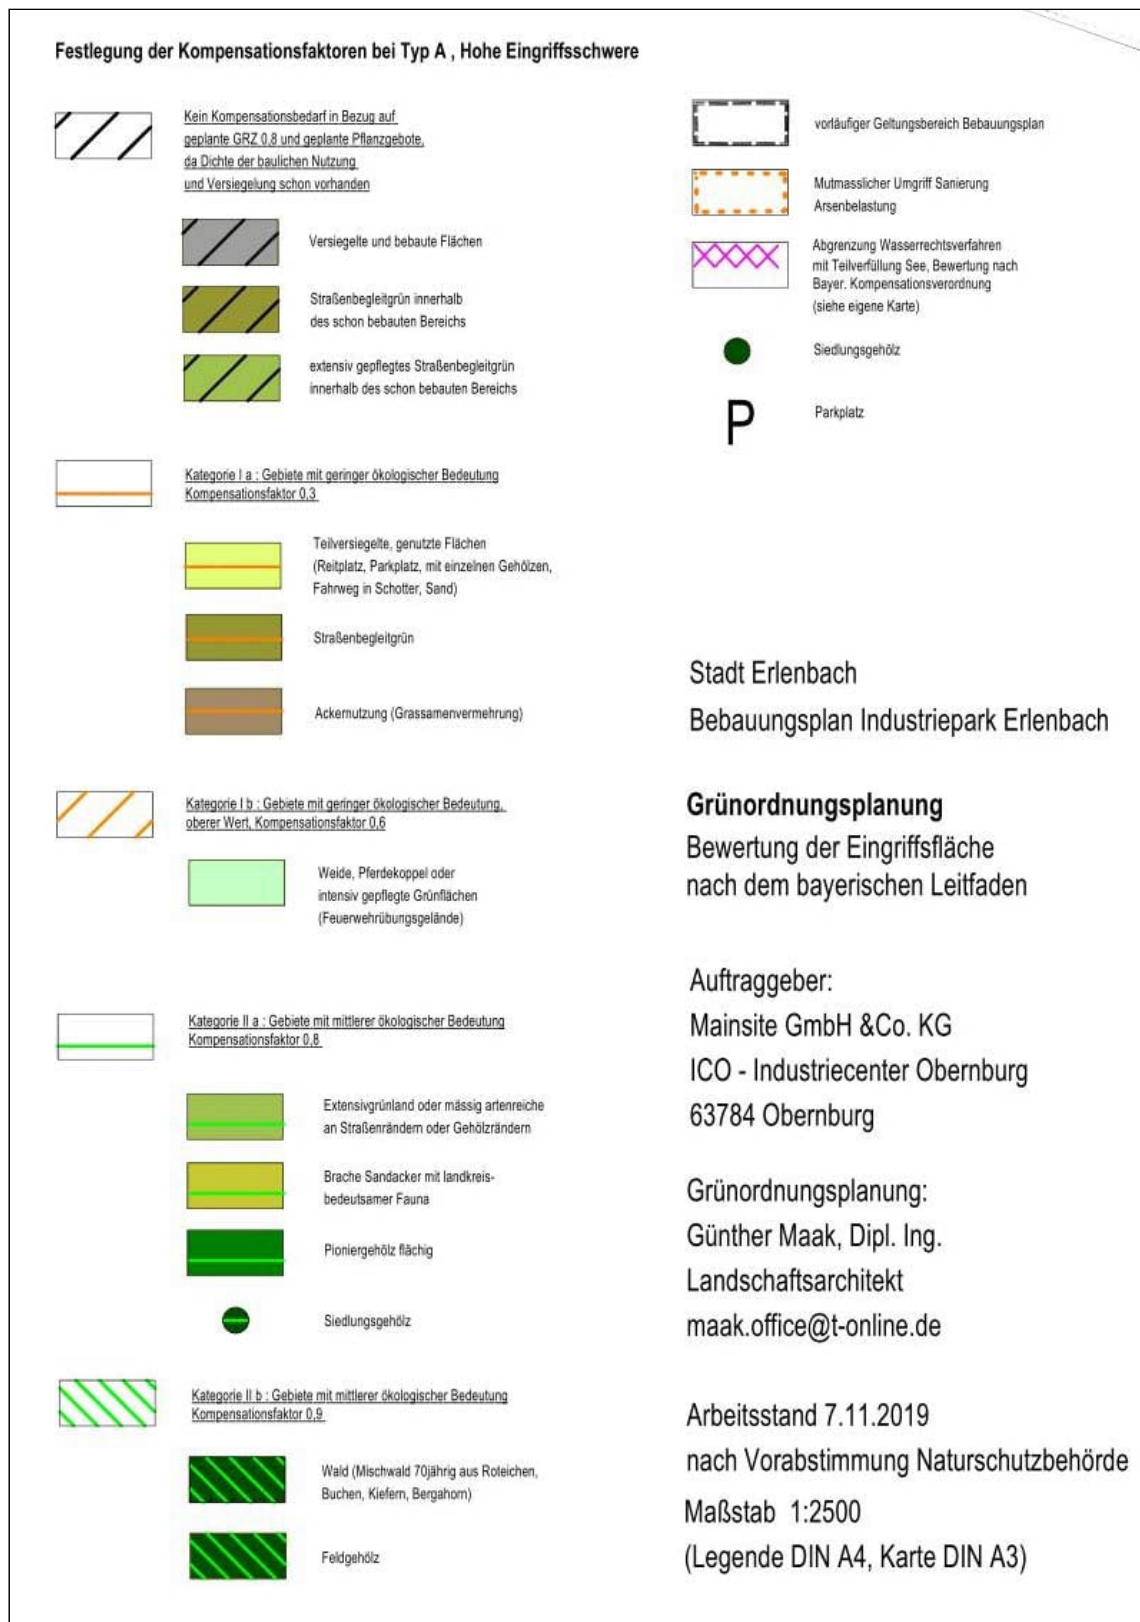 Festlegung der Kompensationsfaktoren bei Typ A , Hohe Eingriffsschwere
Kein Kompensationsbedarf in Bezug auf
geplante GRZ 0,8 und geplante Pflanzgebote,
da Dichte der baulichen Nutzung
und Versiegelung schon vorhanden
Versiegelte und bebaute Flächen
Straßenbegleitgrün innerhalb
des schon bebauten Bereichs
extensiv gepflegtes Straßenbegleitgrün
innerhalb des schon bebauten Bereichs
Kategorie I a : Gebiete mit geringer ökologischer Bedeutung
Kompensationsfaktor 0,3
Teilversiegelte, genutzte Flächen
(Reitplatz, Parkplatz, mit einzelnen Gehölzen,
Fahrweg in Schotter, Sand)
Straßenbegleitgrün
Ackernutzung (Grassamenvermehrung)
Kategorie I b : Gebiete mit geringer ökologischer Bedeutung,
oberer Wert, Kompensationsfaktor 0,6
Weide, Pferdekoppel oder
intensiv gepflegte Grünflächen
(Feuerwehrübungsgelände)
Kategorie II a : Gebiete mit mittlerer ökologischer Bedeutung
Kompensationsfaktor 0,8
Extensivgrünland oder mässig artenreiche
an Straßenrändern oder Gehölzrändern
Brache Sandacker mit landkreis-
bedeutsamer Fauna
Pioniergehölz flächig
Siedlungsgehölz
Kategorie II b : Gebiete mit mittlerer ökologischer Bedeutung
Kompensationsfaktor 0,9
Wald (Mischwald 70jährig aus Roteichen,
Buchen, Kiefern, Bergahorn)
Feldgehölz
vorläufiger Geltungsbereich Bebauungsplan
Mutmasslicher Umgriff Sanierung
Arsenbelastung
Abgrenzung Wasserrechtsverfahren
mit Teilverfüllung See, Bewertung nach
Bayer. Kompensationsverordnung
(siehe eigene Karte)
Siedlungsgehölz
P
Parkplatz
Stadt Erlenbach
Bebauungsplan Industriepark Erlenbach
Grünordnungsplanung
Bewertung der Eingriffsfläche
nach dem bayerischen Leitfaden
Auftraggeber:
Mainsite GmbH &Co. KG
ICO - Industriecenter Obernburg
63784 Obernburg
Grünordnungsplanung:
Günther Maak, Dipl. Ing.
Landschaftsarchitekt
maak.office@t-online.de
Arbeitsstand 7.11.2019
nach Vorabstimmung Naturschutzbehörde
Maßstab 1:2500
(Legende DIN A4, Karte DIN A3)